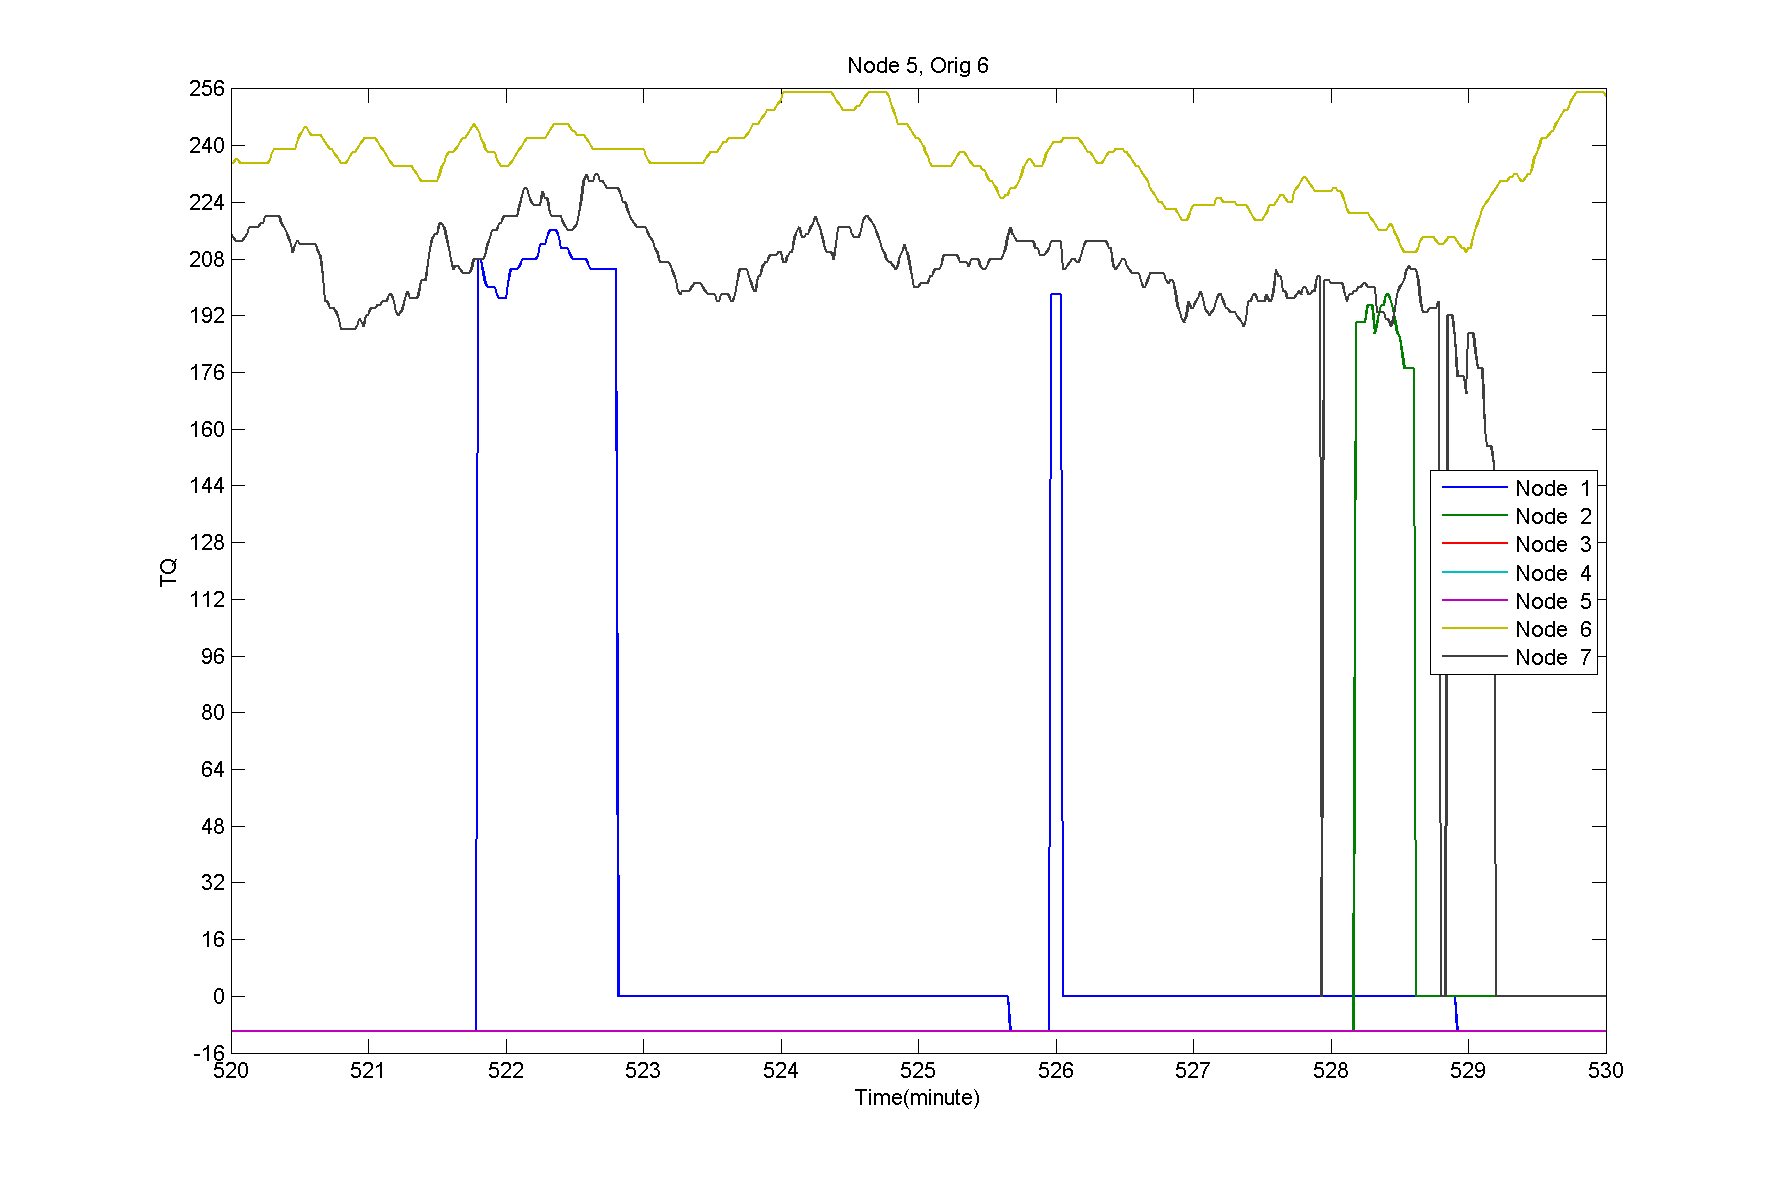 Node 5, Orig 6
256
240
224
208
192
176
160
144
128
112
96
80
64
48
32
16
0
-16
TQ
Node 1
Node 2
Node 3
Node 4
Node 5
Node 6
Node 7
520 521 522 523 524 525 526 527 528 529 530
Time(minute)